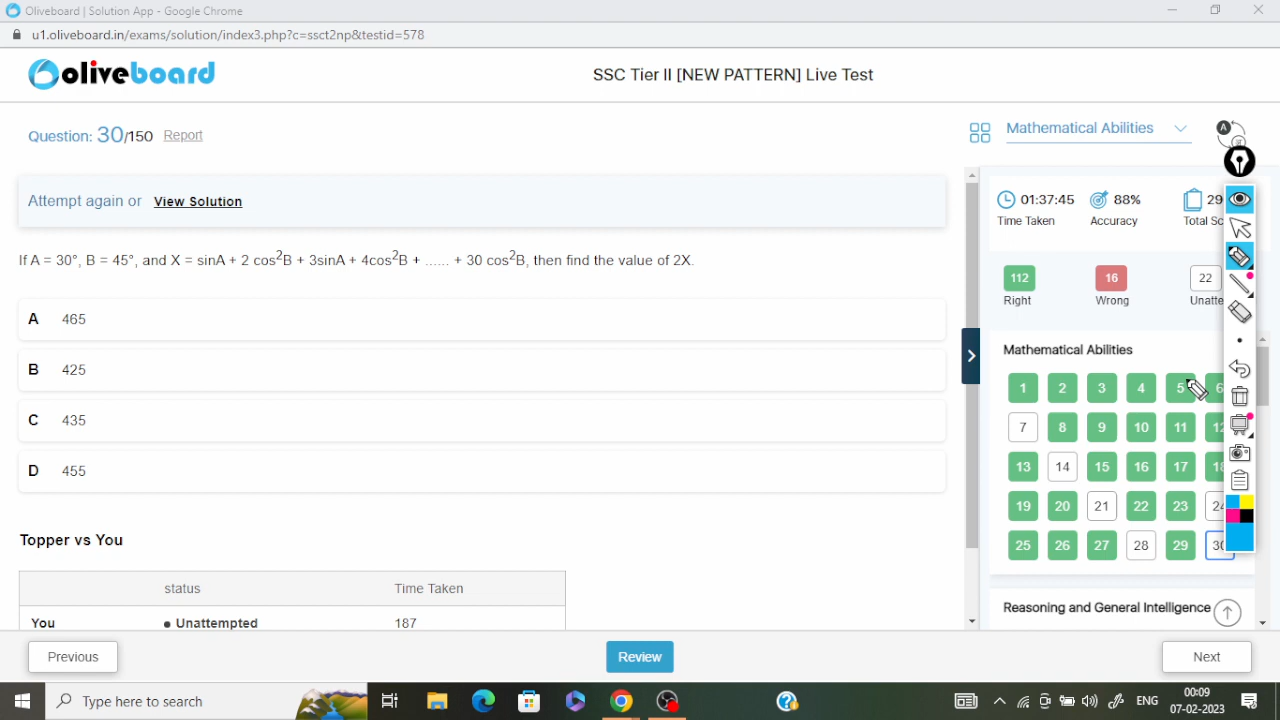 Oliveboard | Solution App - Google Chrome
u1.oliveboard.in/exams/solution/index3.php?c=ssct2np&testid=578
oliveboard
SSC Tier II [NEW PATTERN] Live Test
Question: 30/150 Report
Mathematical Abilities
A
Attempt again or View Solution
01:37:45
Time Taken
88%
Accuracy
29
Total Sc
If A = 30°, B = 45°, and X = sinA + 2 cos²B + 3sinA + 4cos²B + ...... + 30 cos²B, then find the value of 2X.
112
Right
16
Wrong
22
Unatte
A 465
B 425
C 435
D 455
Mathematical Abilities
1 2 3 4 5 6
7 8 9 10 11 12
13 14 15 16 17 18
19 20 21 22 23 24
25 26 27 28 29 30
Reasoning and General Intelligence
Topper vs You
status Time Taken
You Unattempted 187
Previous
Review
Next
Type here to search
ENG
00:09
07-02-2023